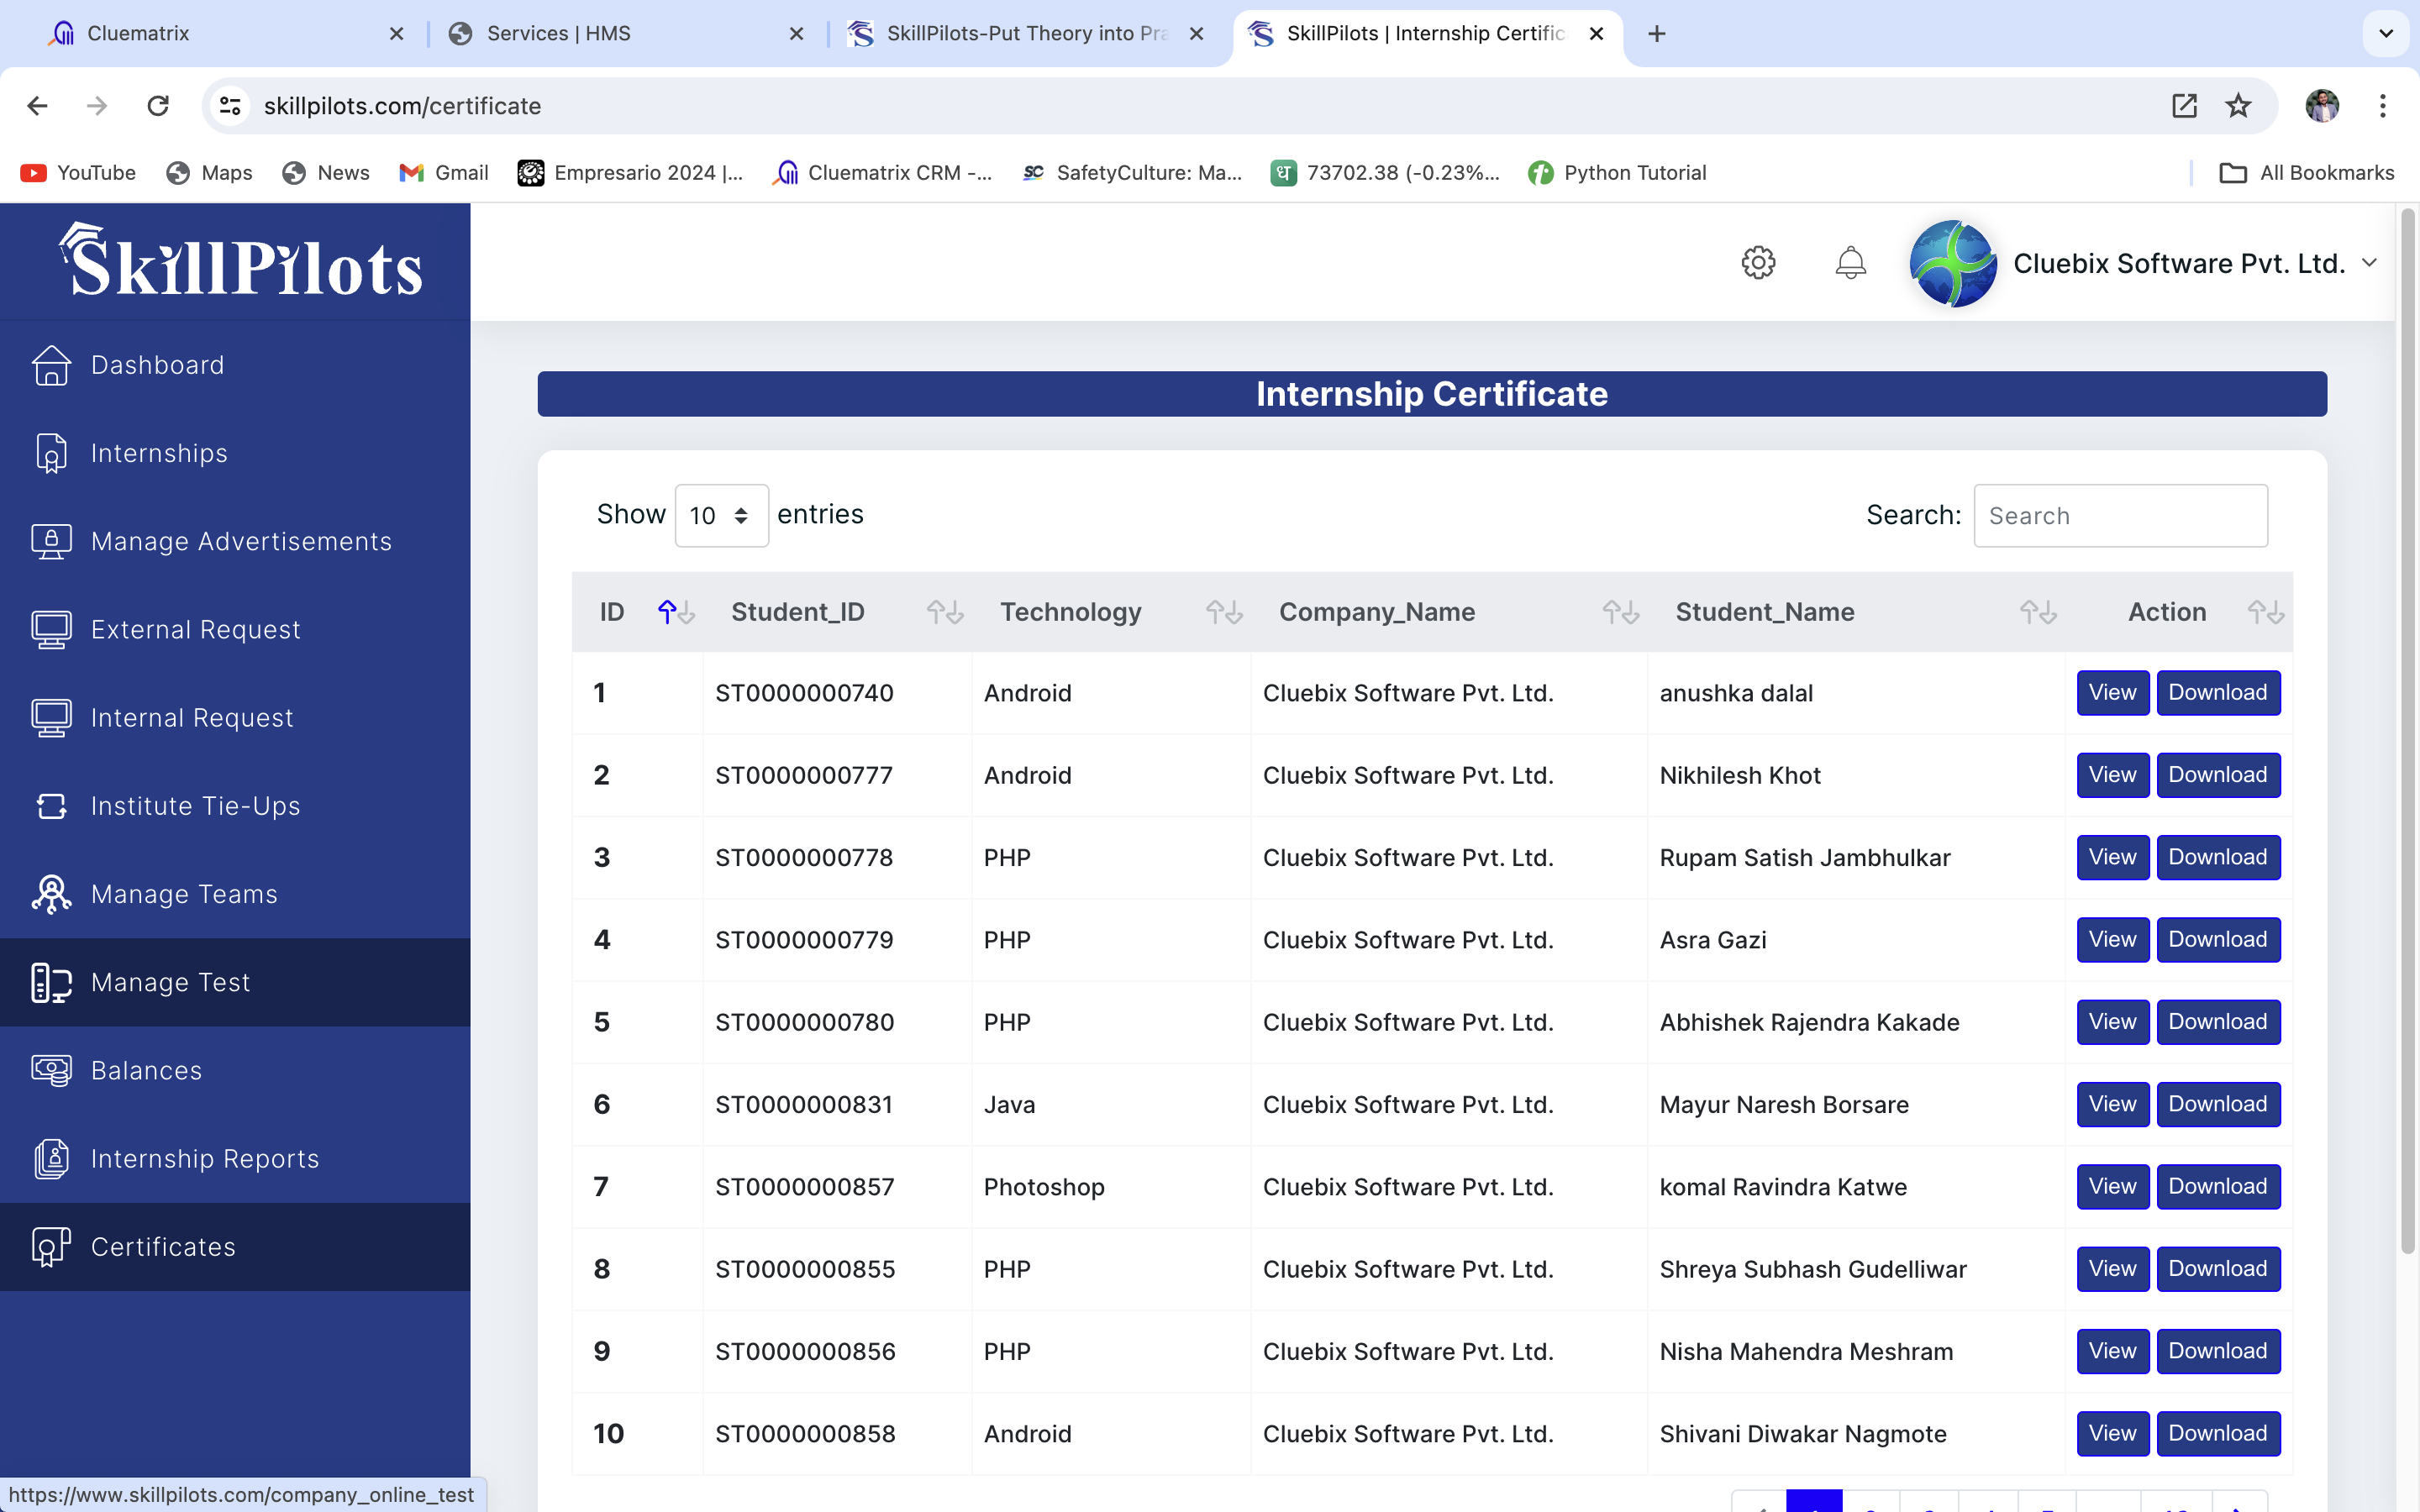 Cluematrix
Services | HMS
SkillPilots-Put Theory into Pra
SkillPilots | Internship Certific
skillpilots.com/certificate
YouTube
Maps
News
Gmail
Empresario 2024 |...
Cluematrix CRM -...
SafetyCulture: Ma...
73702.38 (-0.23%...
Python Tutorial
All Bookmarks
SkillPilots
Cluebix Software Pvt. Ltd.
Dashboard
Internships
Manage Advertisements
External Request
Internal Request
Institute Tie-Ups
Manage Teams
Manage Test
Balances
Internship Reports
Certificates
Internship Certificate
Show 10 entries
Search: Search
ID Student_ID Technology Company_Name Student_Name Action
1 ST0000000740 Android Cluebix Software Pvt. Ltd. anushka dalal View Download
2 ST0000000777 Android Cluebix Software Pvt. Ltd. Nikhilesh Khot View Download
3 ST0000000778 PHP Cluebix Software Pvt. Ltd. Rupam Satish Jambhulkar View Download
4 ST0000000779 PHP Cluebix Software Pvt. Ltd. Asra Gazi View Download
5 ST0000000780 PHP Cluebix Software Pvt. Ltd. Abhishek Rajendra Kakade View Download
6 ST0000000831 Java Cluebix Software Pvt. Ltd. Mayur Naresh Borsare View Download
7 ST0000000857 Photoshop Cluebix Software Pvt. Ltd. komal Ravindra Katwe View Download
8 ST0000000855 PHP Cluebix Software Pvt. Ltd. Shreya Subhash Gudelliwar View Download
9 ST0000000856 PHP Cluebix Software Pvt. Ltd. Nisha Mahendra Meshram View Download
10 ST0000000858 Android Cluebix Software Pvt. Ltd. Shivani Diwakar Nagmote View Download
https://www.skillpilots.com/company_online_test